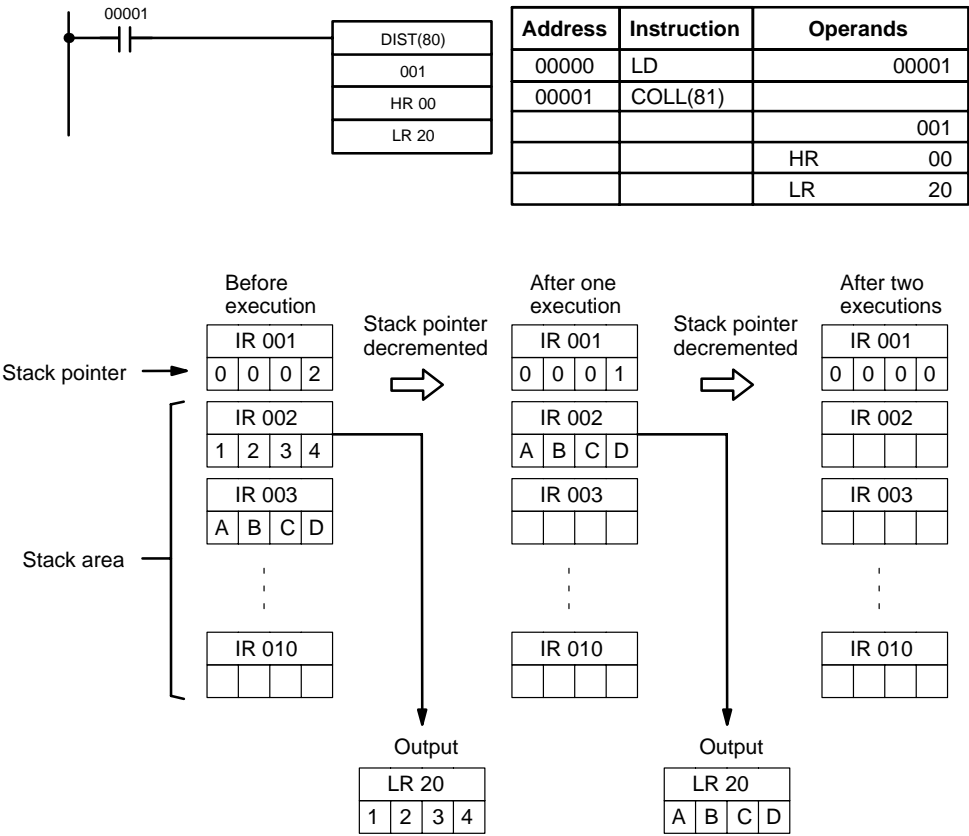 00001
DIST(80)
001
HR 00
LR 20
Address Instruction Operands
00000 LD 00001
00001 COLL(81)
001
HR 00
LR 20
Before
execution
After one
execution
After two
executions
Stack pointer
decremented
Stack pointer
decremented
IR 001
IR 001
IR 001
Stack pointer
0 0 0 2
0 0 0 1
0 0 0 0
IR 002
IR 002
IR 002
1 2 3 4
A B C D
IR 003
IR 003
IR 003
A B C D
Stack area
IR 010
IR 010
IR 010
Output
Output
LR 20
LR 20
1 2 3 4
A B C D